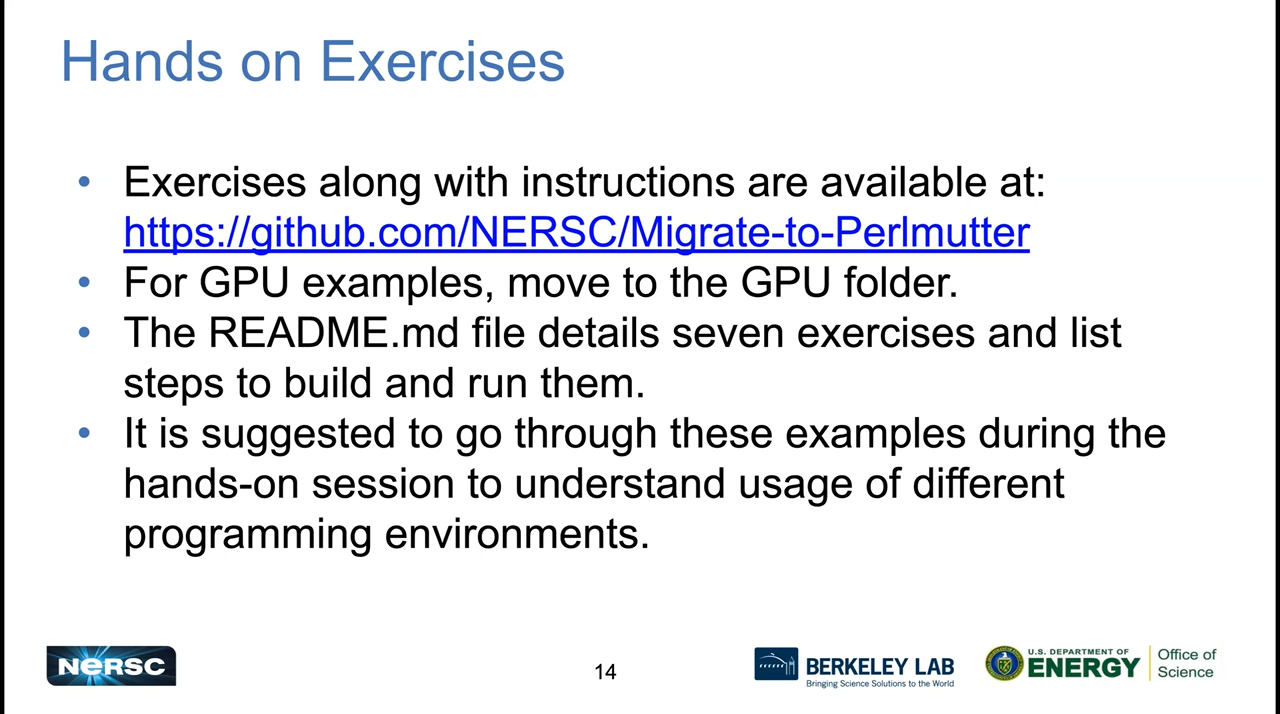 Hands on Exercises
• Exercises along with instructions are available at:
https://github.com/NERSC/Migrate-to-Perlmutter
• For GPU examples, move to the GPU folder.
• The README.md file details seven exercises and list
steps to build and run them.
• It is suggested to go through these examples during the
hands-on session to understand usage of different
programming environments.
NERSC
14
BERKELEY LAB
Bringing Science Solutions to the World
U.S. DEPARTMENT OF
ENERGY
Office of
Science